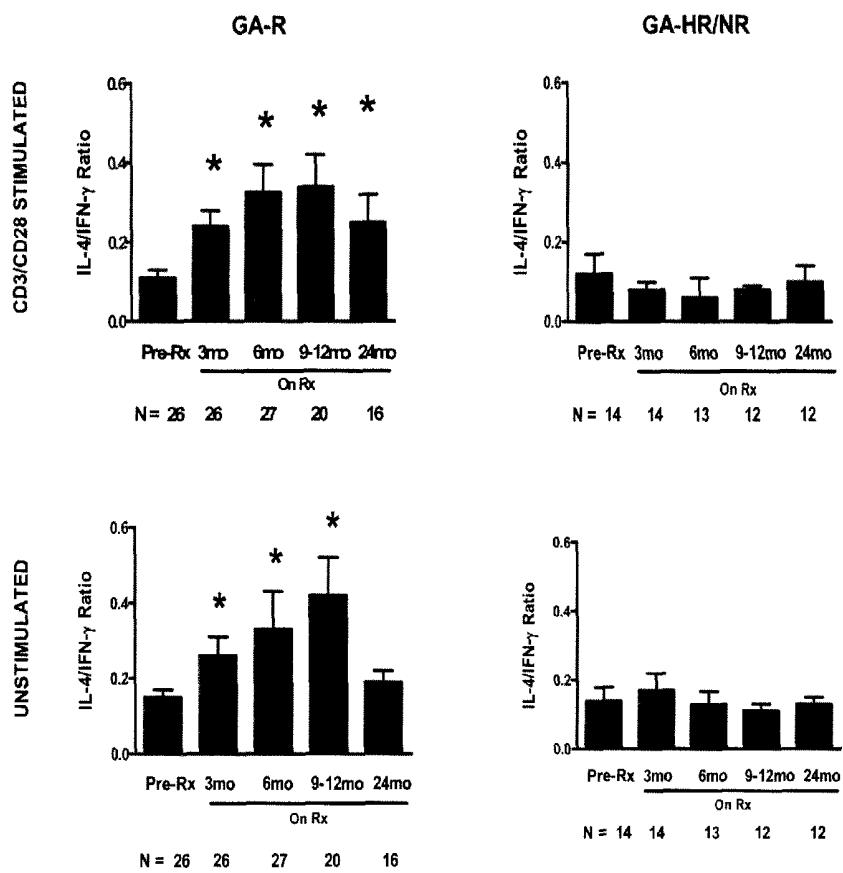 GA-R
GA-HR/NR
CD3/CD28 STIMULATED
IL-4/IFN-γ Ratio
0.6
0.4
0.2
0.0
* * * *
Pre-Rx 3mo 6mo 9-12mo 24mo
On Rx
N = 26 26 27 20 16
IL-4/IFN-γ Ratio
0.6
0.4
0.2
0.0
Pre-Rx 3mo 6mo 9-12mo 24mo
On Rx
N = 14 14 13 12 12
UNSTIMULATED
IL-4/IFN-γ Ratio
0.6
0.4
0.2
0.0
* * *
Pre-Rx 3mo 6mo 9-12mo 24mo
On Rx
N = 26 26 27 20 16
IL-4/IFN-γ Ratio
0.6
0.4
0.2
0.0
Pre-Rx 3mo 6mo 9-12mo 24mo
On Rx
N = 14 14 13 12 12